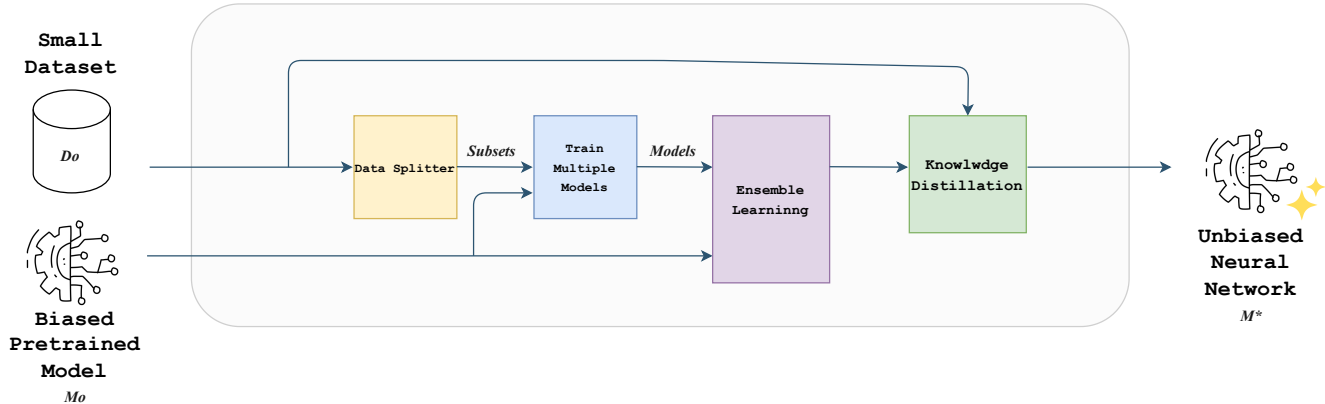 Small
Dataset
Do
Biased
Pretrained
Model
Mo
Data Splitter
Subsets
Train
Multiple
Models
Models
Ensemble
Learninng
Knowlwdge
Distillation
Unbiased
Neural
Network
M*